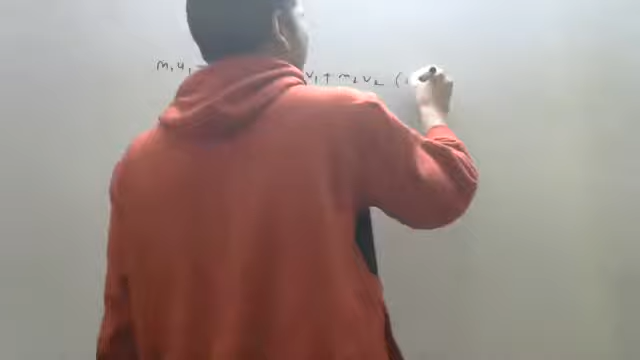 m₁u₁ v₁ + m₂v₂ (